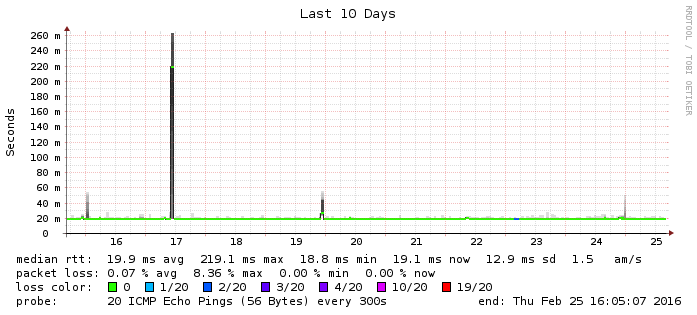 Last 10 Days
RRDTOOL / TOBI OETIKER
Seconds
260 m
240 m
220 m
200 m
180 m
160 m
140 m
120 m
100 m
80 m
60 m
40 m
20 m
0
16 17 18 19 20 21 22 23 24 25
median rtt: 19.9 ms avg 219.1 ms max 18.8 ms min 19.1 ms now 12.9 ms sd 1.5 am/s
packet loss: 0.07 % avg 8.36 % max 0.00 % min 0.00 % now
loss color: 0 1/20 2/20 3/20 4/20 10/20 19/20
probe: 20 ICMP Echo Pings (56 Bytes) every 300s end: Thu Feb 25 16:05:07 2016